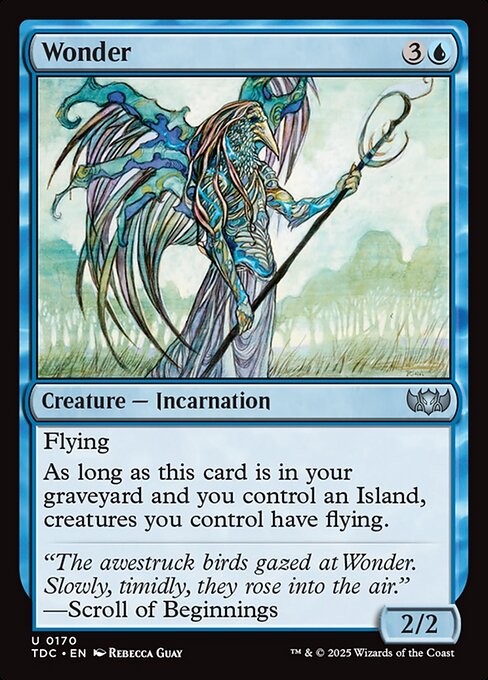 Wonder 3
Creature — Incarnation
Flying
As long as this card is in your
graveyard and you control an Island,
creatures you control have flying.
“The awestruck birds gazed at Wonder.
Slowly, timidly, they rose into the air.”
—Scroll of Beginnings
2/2
U 0170
TDC • EN Rebecca Guay ™ & © 2025 Wizards of the Coast